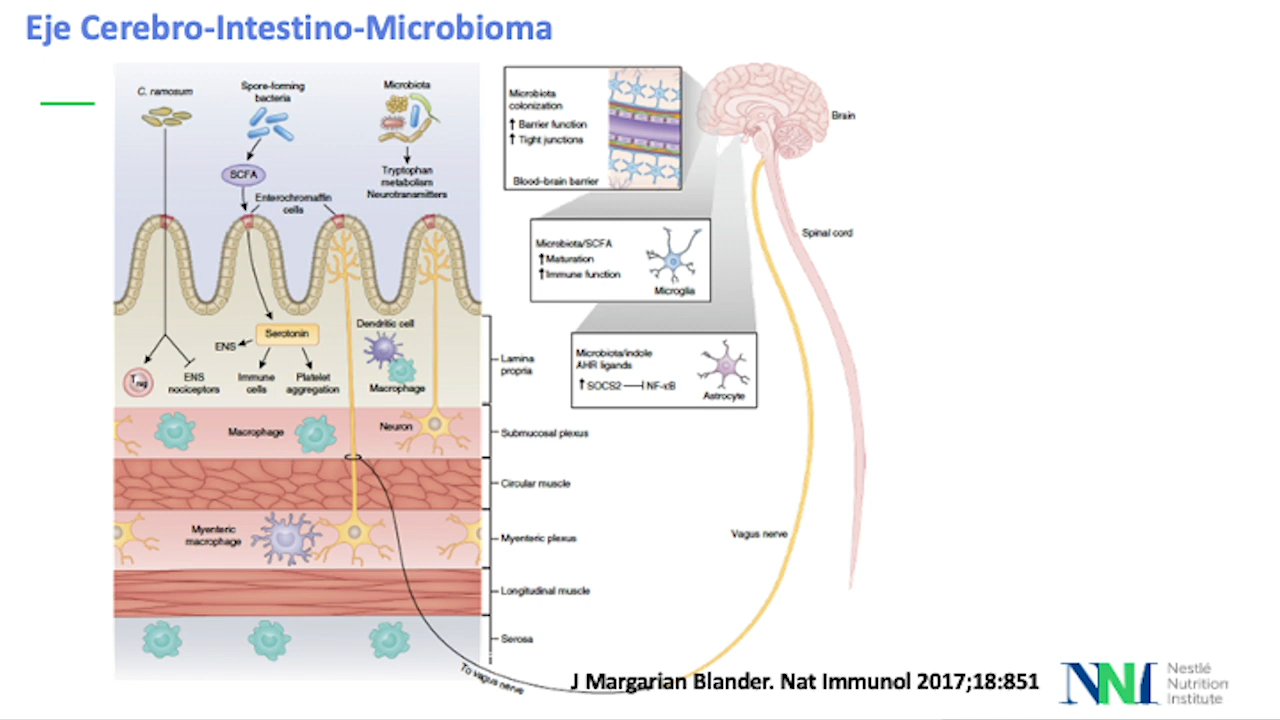 Eje Cerebro-Intestino-Microbioma
C. ramosum
Spore-forming
bacteria
Microbiota
SCFA
Tryptophan
metabolism
Neurotransmitters
Enterochromaffin
cells
Serotonin
ENS
Treg
ENS
nociceptors
Immune
cells
Platelet
aggregation
Dendritic cell
Macrophage
Macrophage
Neuron
Myenteric
macrophage
Lamina
propria
Submucosal plexus
Circular muscle
Myenteric plexus
Longitudinal muscle
Serosa
To vagus nerve
Microbiota
colonization
↑ Barrier function
↑ Tight junctions
Blood–brain barrier
Microbiota/SCFA
↑Maturation
↑Immune function
Microglia
Microbiota/indole
AHR ligands
↑SOCS2 NF-κB
Astrocyte
Brain
Spinal cord
Vagus nerve
J Margarian Blander. Nat Immunol 2017;18:851
NNI
Nestlé
Nutrition
Institute